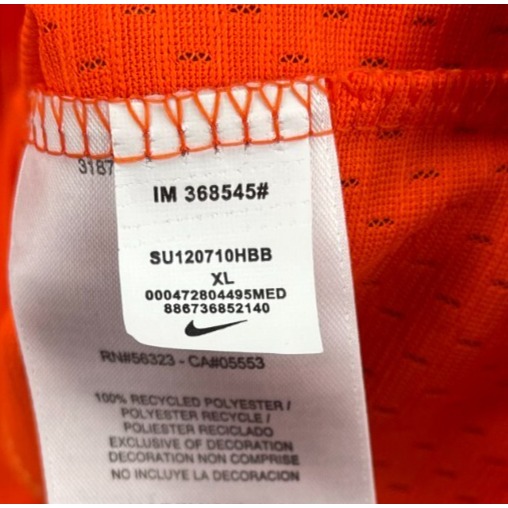 3187
IM 368545#
SU120710HBB
XL
000472804495MED
886736852140
RN#56323 - CA#05553
100% RECYCLED POLYESTER /
POLYESTER RECYCLE /
POLIESTER RECICLADO
EXCLUSIVE OF DECORATION
DECORATION NON COMPRISE
NO INCLUYE LA DECORACION